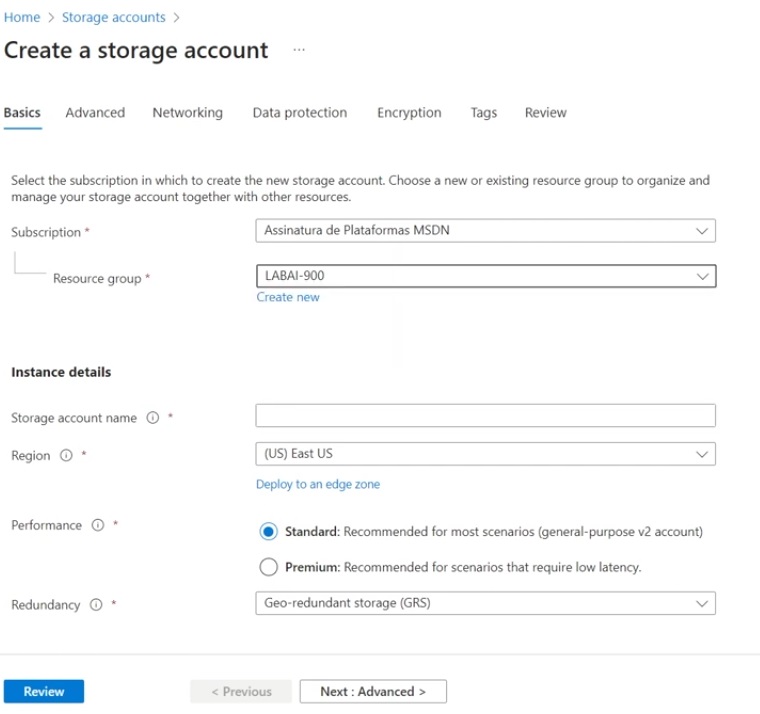 Home > Storage accounts >
Create a storage account ...
Basics Advanced Networking Data protection Encryption Tags Review
Select the subscription in which to create the new storage account. Choose a new or existing resource group to organize and
manage your storage account together with other resources.
Subscription * Assinatura de Plataformas MSDN
Resource group * LABAI-900
Create new
Instance details
Storage account name *
Region * (US) East US
Deploy to an edge zone
Performance * Standard: Recommended for most scenarios (general-purpose v2 account)
Premium: Recommended for scenarios that require low latency.
Redundancy * Geo-redundant storage (GRS)
Review < Previous Next : Advanced >